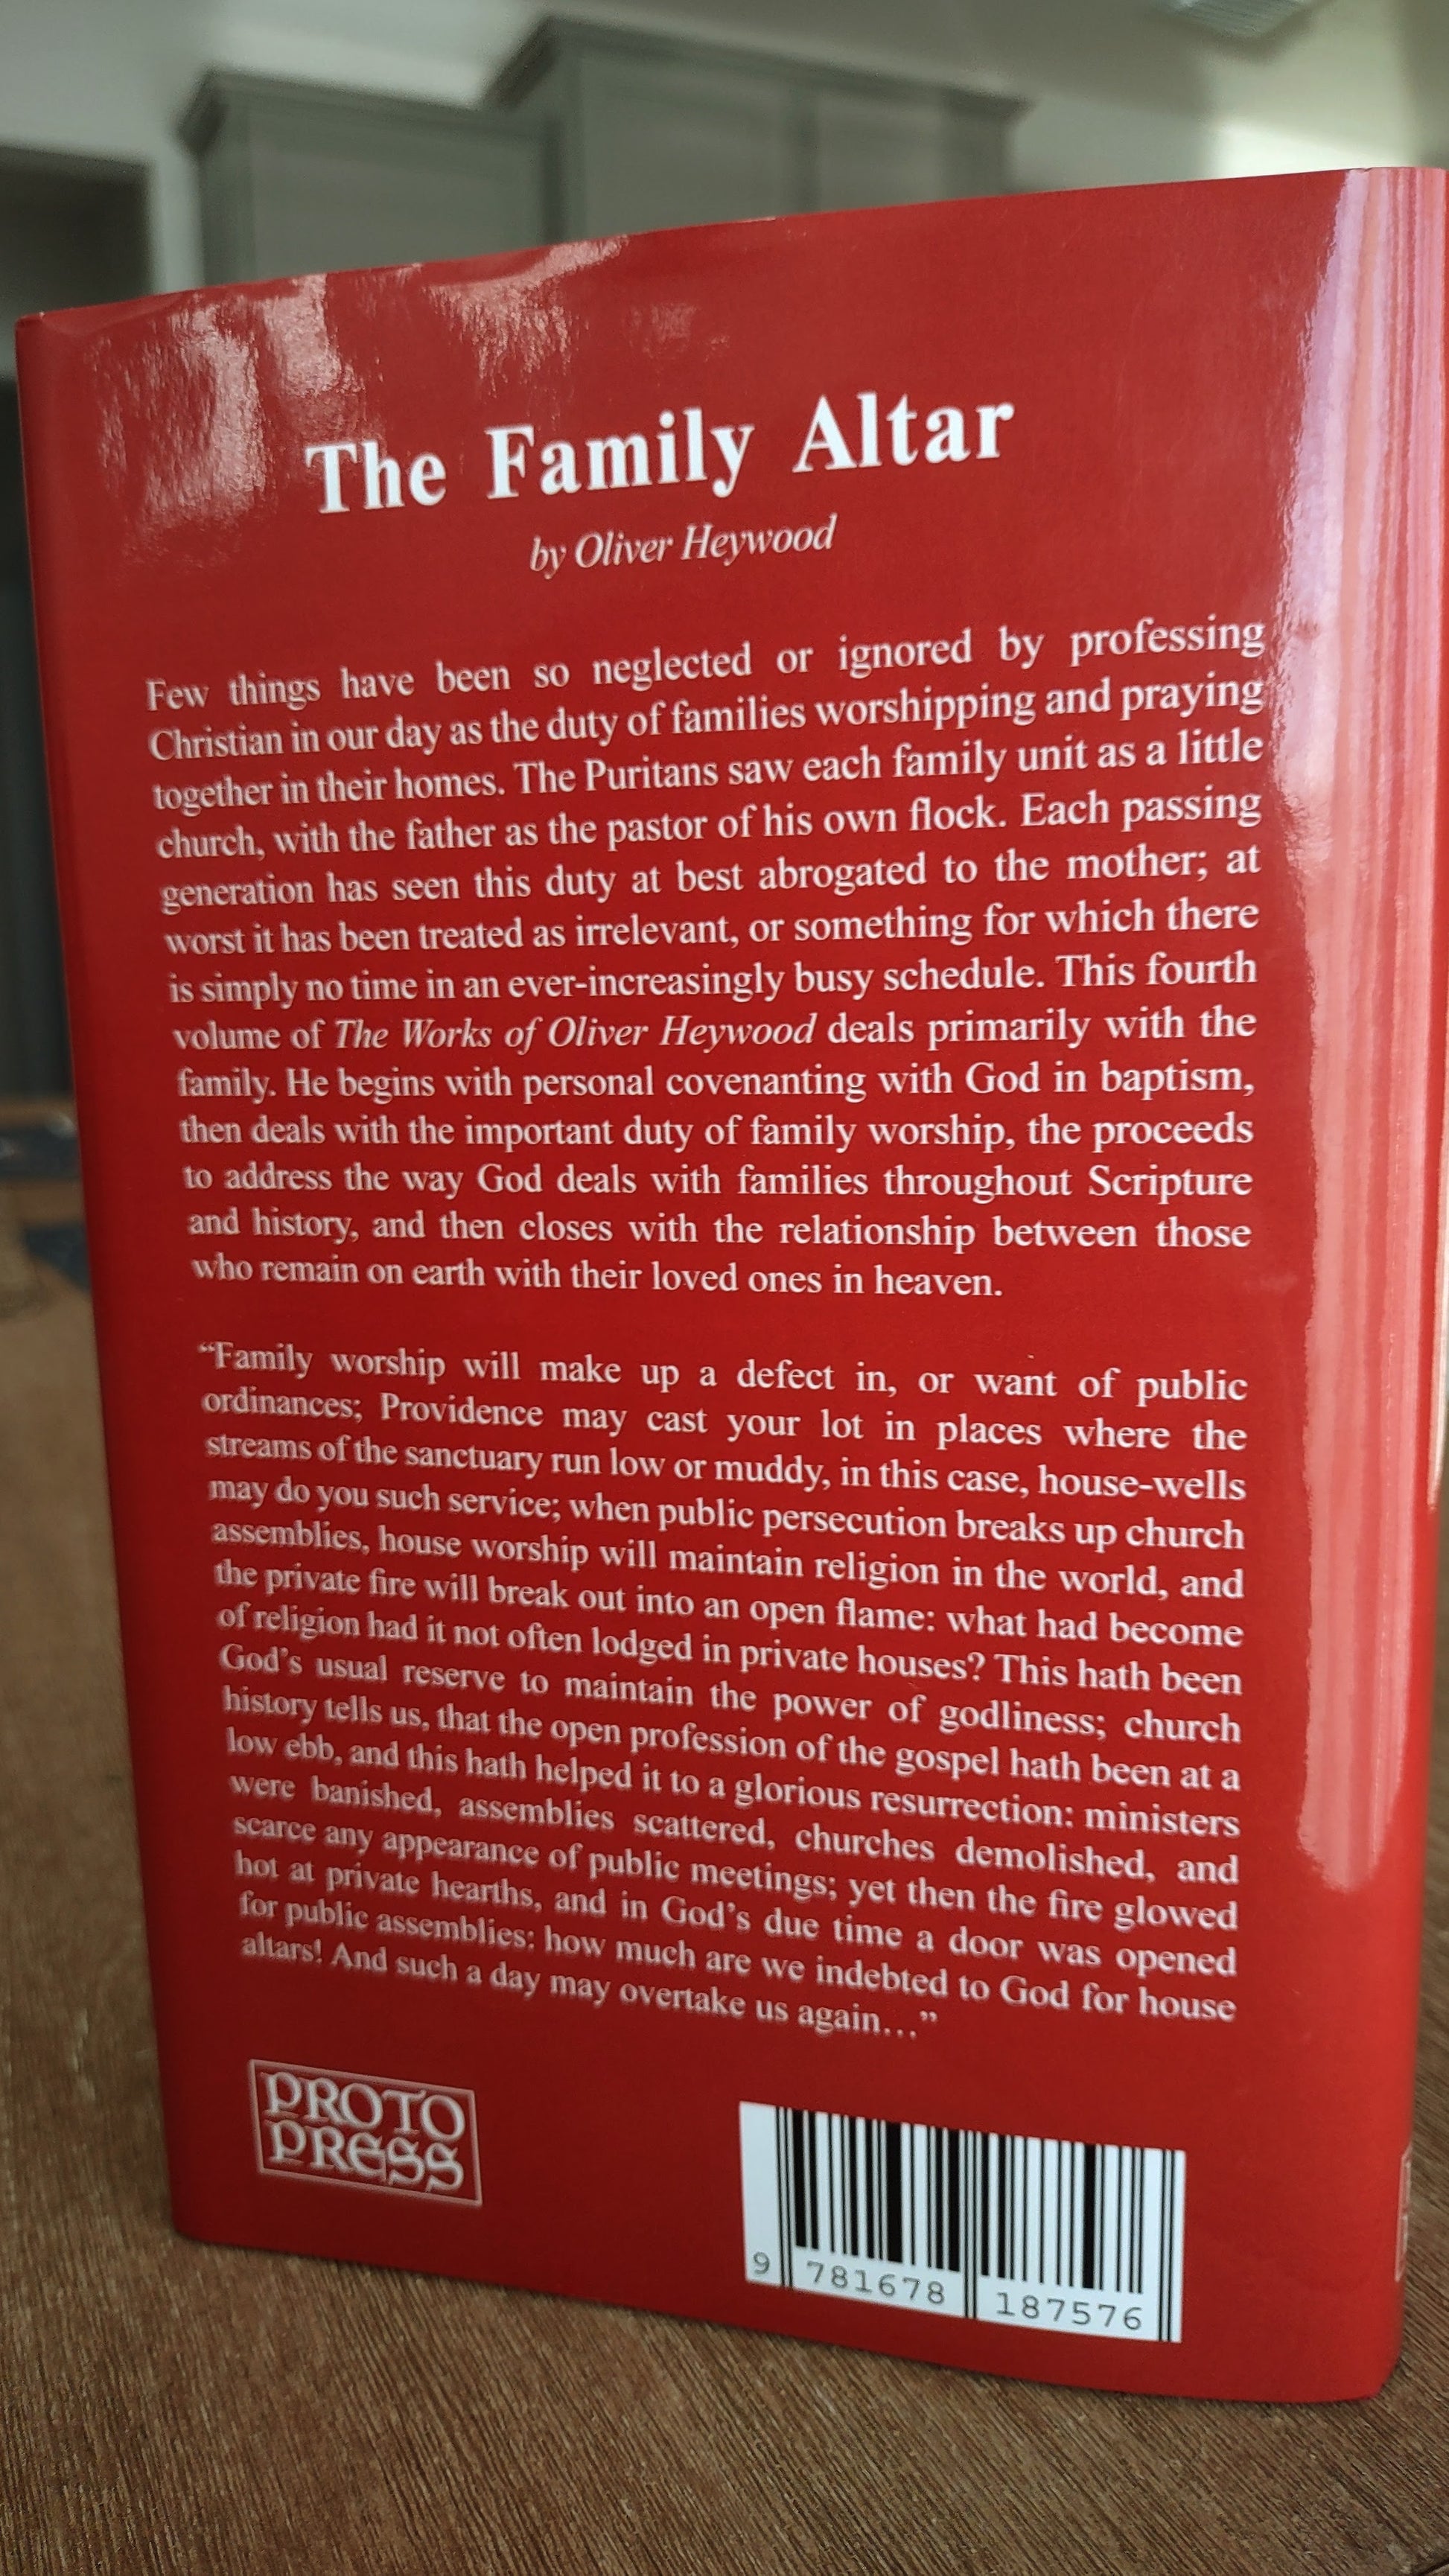 The Family Altar
by Oliver Heywood
Few things have been so neglected or ignored by professing
Christian in our day as the duty of families worshipping and praying
together in their homes. The Puritans saw each family unit as a little
church, with the father as the pastor of his own flock. Each passing
generation has seen this duty at best abrogated to the mother; at
worst it has been treated as irrelevant, or something for which there
is simply no time in an ever-increasingly busy schedule. This fourth
volume of The Works of Oliver Heywood deals primarily with the
family. He begins with personal covenanting with God in baptism,
then deals with the important duty of family worship, the proceeds
to address the way God deals with families throughout Scripture
and history, and then closes with the relationship between those
who remain on earth with their loved ones in heaven.
“Family worship will make up a defect in, or want of public
ordinances; Providence may cast your lot in places where the
streams of the sanctuary run low or muddy, in this case, house-wells
may do you such service; when public persecution breaks up church
assemblies, house worship will maintain religion in the world, and
the private fire will break out into an open flame: what had become
of religion had it not often lodged in private houses? This hath been
God’s usual reserve to maintain the power of godliness; church
history tells us, that the open profession of the gospel hath been at a
low ebb, and this hath helped it to a glorious resurrection: ministers
were banished, assemblies scattered, churches demolished, and
scarce any appearance of public meetings; yet then the fire glowed
hot at private hearths, and in God’s due time a door was opened
for public assemblies: how much are we indebted to God for house
altars! And such a day may overtake us again…”
PROTO
PRESS
9 781678 187576